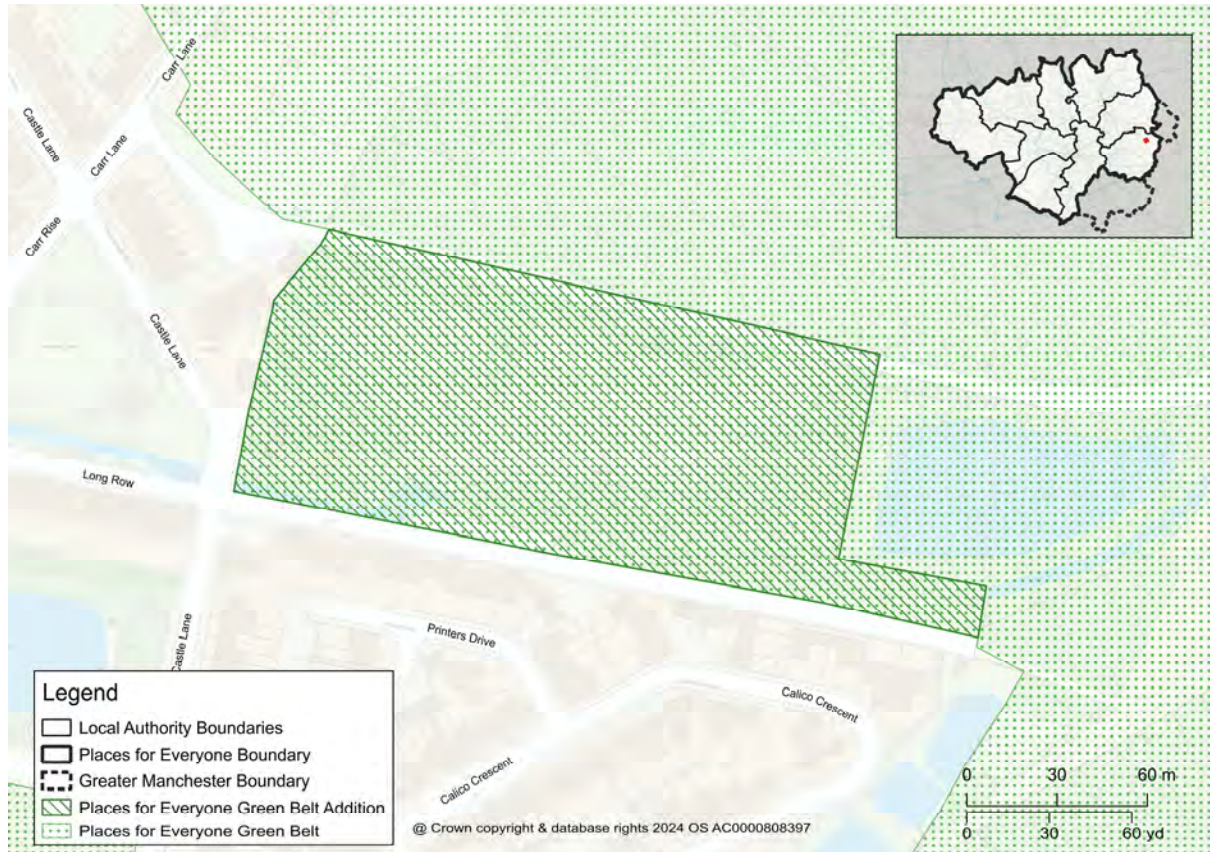 Carr Lane
Castle Lane
Carr Lane
Carr Rise
Castle Lane
Long Row
Castle Lane
Printers Drive
Calico Crescent
Calico Crescent
Legend
Local Authority Boundaries
Places for Everyone Boundary
Greater Manchester Boundary
Places for Everyone Green Belt Addition
Places for Everyone Green Belt
@ Crown copyright & database rights 2024 OS AC0000808397
0 30 60 m
0 30 60 yd